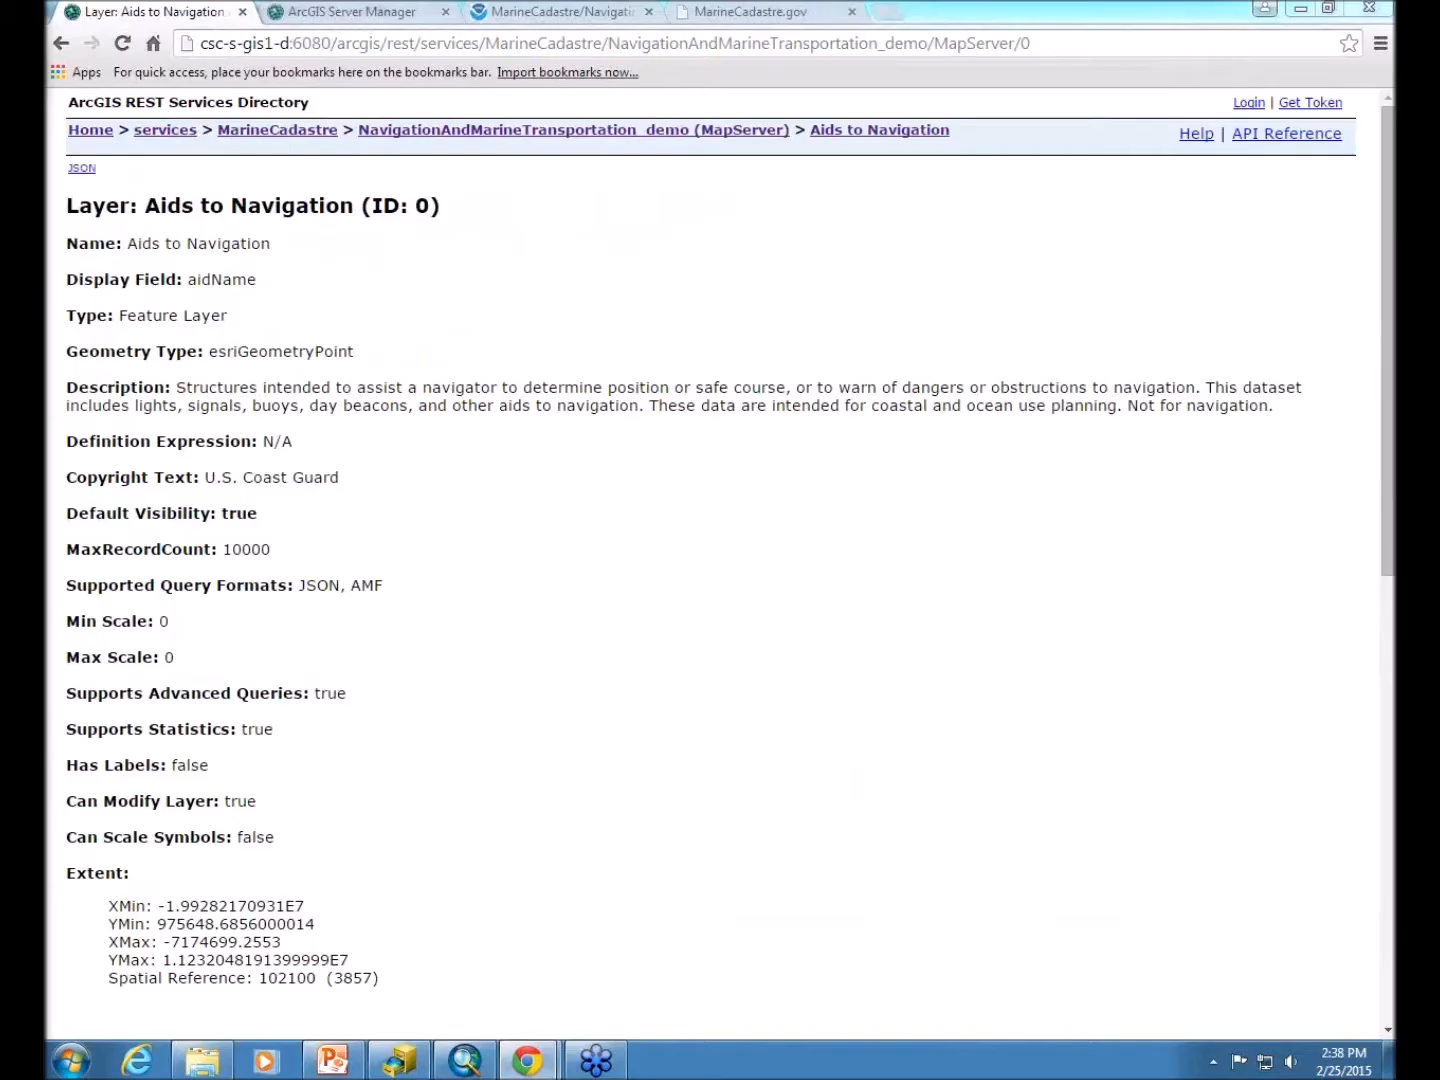 Layer: Aids to Navigation
ArcGIS Server Manager
MarineCadastre/Navigati
MarineCadastre.gov
csc-s-gis1-d:6080/arcgis/rest/services/MarineCadastre/NavigationAndMarineTransportation_demo/MapServer/0
Apps For quick access, place your bookmarks here on the bookmarks bar. Import bookmarks now...
ArcGIS REST Services Directory
Login | Get Token
Home > services > MarineCadastre > NavigationAndMarineTransportation_demo (MapServer) > Aids to Navigation
Help | API Reference
JSON
Layer: Aids to Navigation (ID: 0)
Name: Aids to Navigation
Display Field: aidName
Type: Feature Layer
Geometry Type: esriGeometryPoint
Description: Structures intended to assist a navigator to determine position or safe course, or to warn of dangers or obstructions to navigation. This dataset
includes lights, signals, buoys, day beacons, and other aids to navigation. These data are intended for coastal and ocean use planning. Not for navigation.
Definition Expression: N/A
Copyright Text: U.S. Coast Guard
Default Visibility: true
MaxRecordCount: 10000
Supported Query Formats: JSON, AMF
Min Scale: 0
Max Scale: 0
Supports Advanced Queries: true
Supports Statistics: true
Has Labels: false
Can Modify Layer: true
Can Scale Symbols: false
Extent:
XMin: -1.99282170931E7
YMin: 975648.6856000014
XMax: -7174699.2553
YMax: 1.1232048191399999E7
Spatial Reference: 102100 (3857)
2:38 PM
2/25/2015